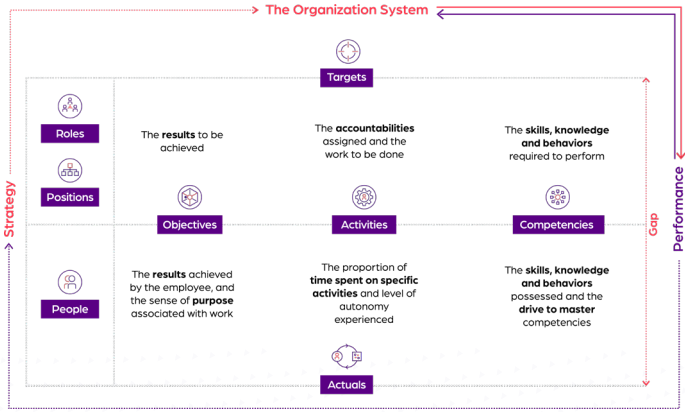 The Organization System
Targets
Roles
Positions
The results to be
achieved
The accountabilities
assigned and the
work to be done
The skills, knowledge
and behaviors
required to perform
Strategy
Objectives
Activities
Competencies
Gap
Performance
People
The results achieved
by the employee, and
the sense of purpose
associated with work
The proportion of
time spent on specific
activities and level of
autonomy
experienced
The skills, knowledge
and behaviors
possessed and the
drive to master
competencies
Actuals